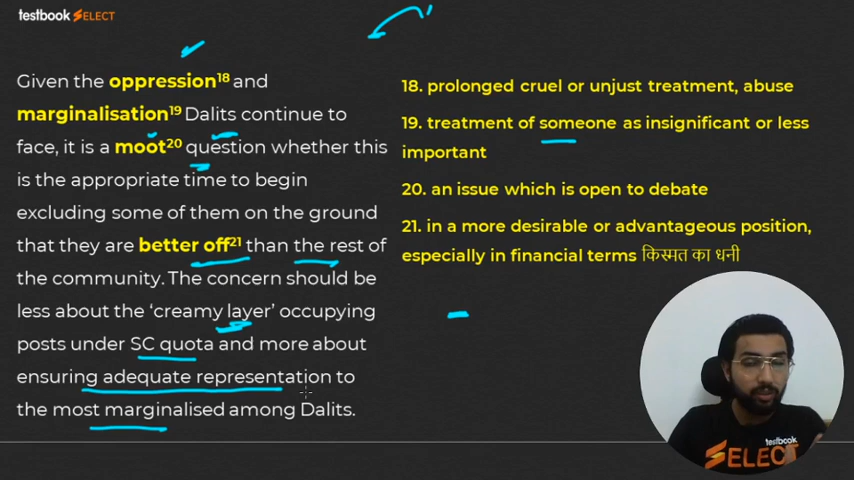 testbook SELECT
Given the oppression18 and
marginalisation19 Dalits continue to
face, it is a moot20 question whether this
is the appropriate time to begin
excluding some of them on the ground
that they are better off21 than the rest of
the community. The concern should be
less about the ‘creamy layer’ occupying
posts under SC quota and more about
ensuring adequate representation to
the most marginalised among Dalits.
18. prolonged cruel or unjust treatment, abuse
19. treatment of someone as insignificant or less
important
20. an issue which is open to debate
21. in a more desirable or advantageous position,
especially in financial terms किस्मत का धनी
testbook
SELECT